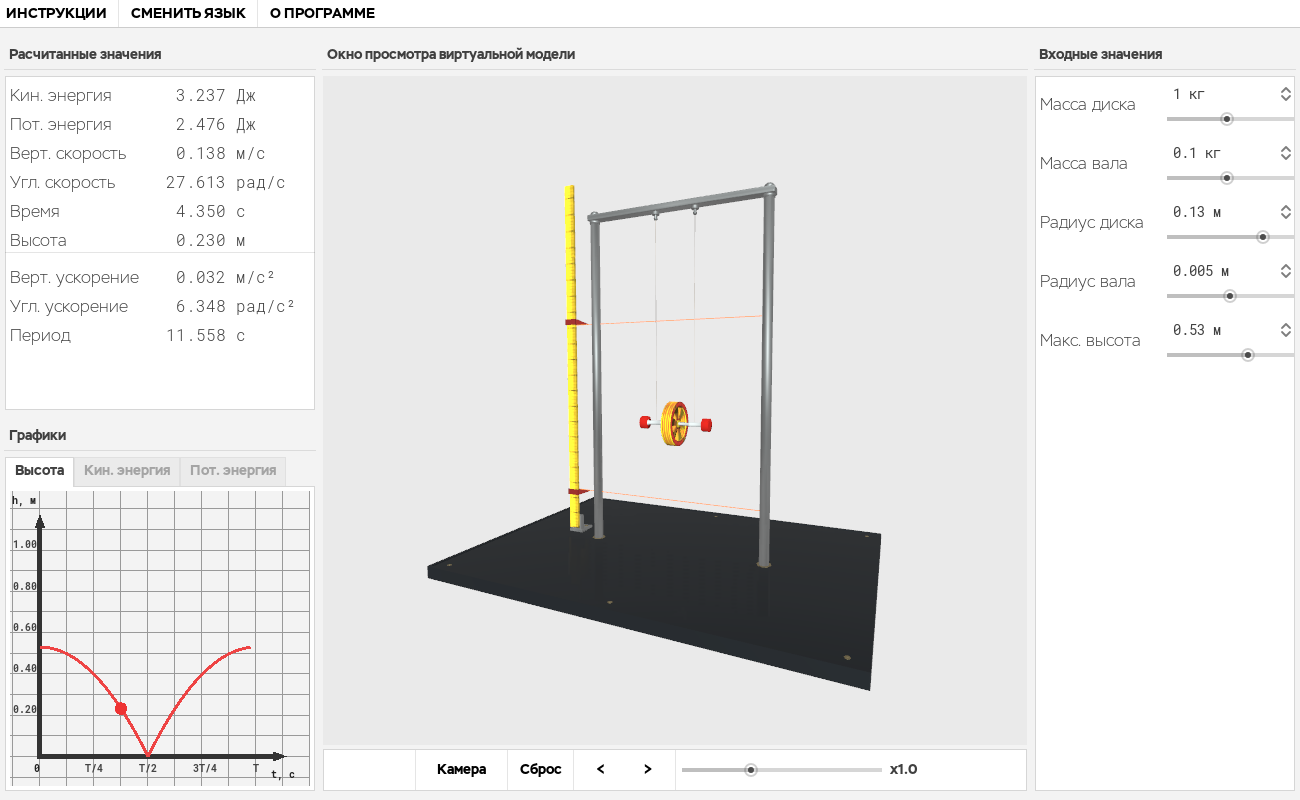 ИНСТРУКЦИИ СМЕНИТЬ ЯЗЫК О ПРОГРАММЕ
Расчитанные значения
Кин. энергия 3.237 Дж
Пот. энергия 2.476 Дж
Верт. скорость 0.138 м/с
Угл. скорость 27.613 рад/с
Время 4.350 с
Высота 0.230 м
Верт. ускорение 0.032 м/с²
Угл. ускорение 6.348 рад/с²
Период 11.558 с
Графики
Высота Кин. энергия Пот. энергия
h, м
1.00
0.80
0.60
0.40
0.20
0 T/4 T/2 3T/4 T
t, с
Окно просмотра виртуальной модели
Камера Сброс < > x1.0
Входные значения
Масса диска 1 кг
Масса вала 0.1 кг
Радиус диска 0.13 м
Радиус вала 0.005 м
Макс. высота 0.53 м